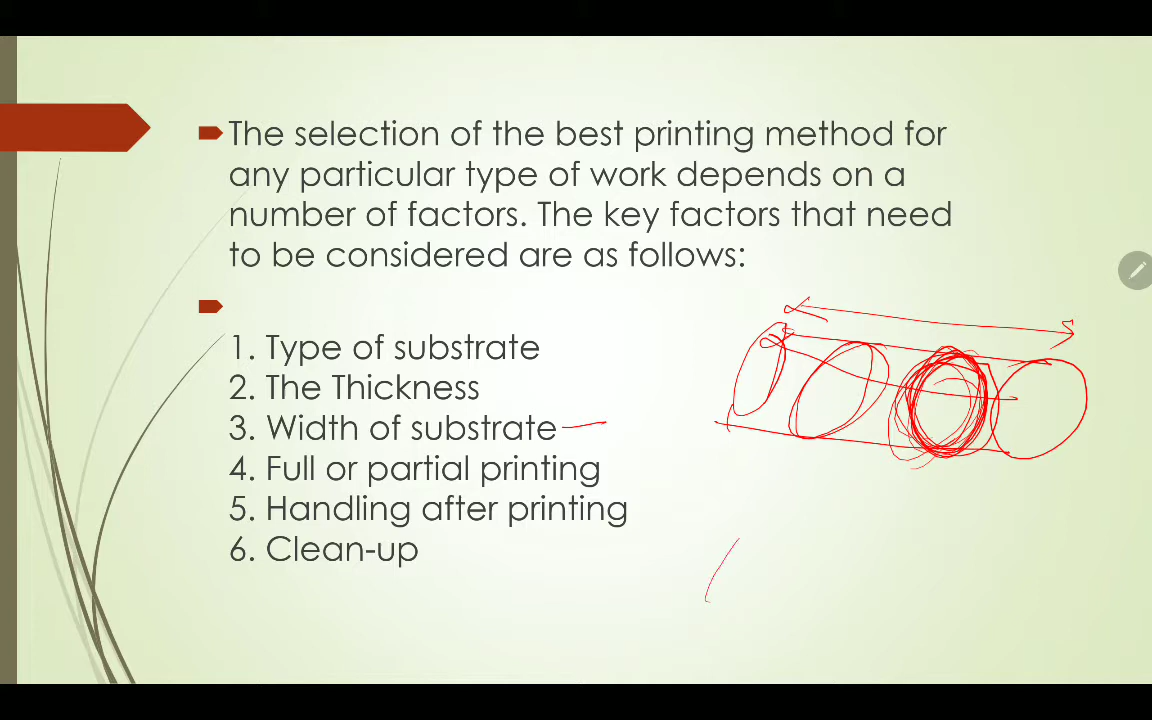 The selection of the best printing method for
any particular type of work depends on a
number of factors. The key factors that need
to be considered are as follows:
1. Type of substrate
2. The Thickness
3. Width of substrate
4. Full or partial printing
5. Handling after printing
6. Clean-up